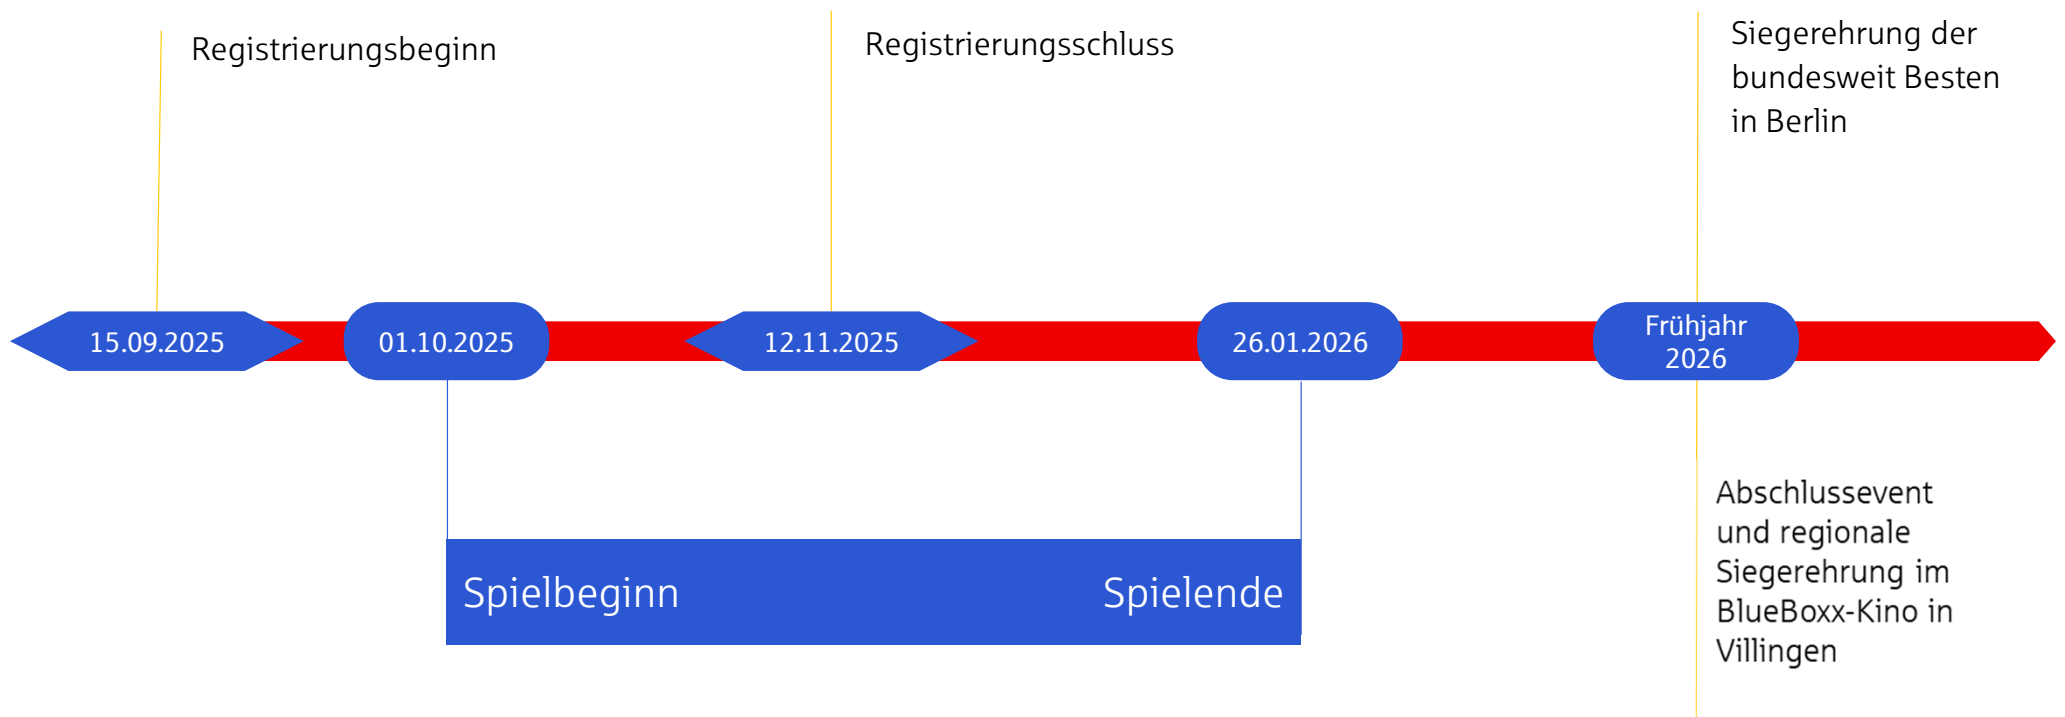 Registrierungsbeginn
Registrierungsschluss
Siegerehrung der
bundesweit Besten
in Berlin
15.09.2025
01.10.2025
12.11.2025
26.01.2026
Frühjahr
2026
Spielbeginn
Spielende
Abschlussevent
und regionale
Siegerehrung im
BlueBoxx-Kino in
Villingen